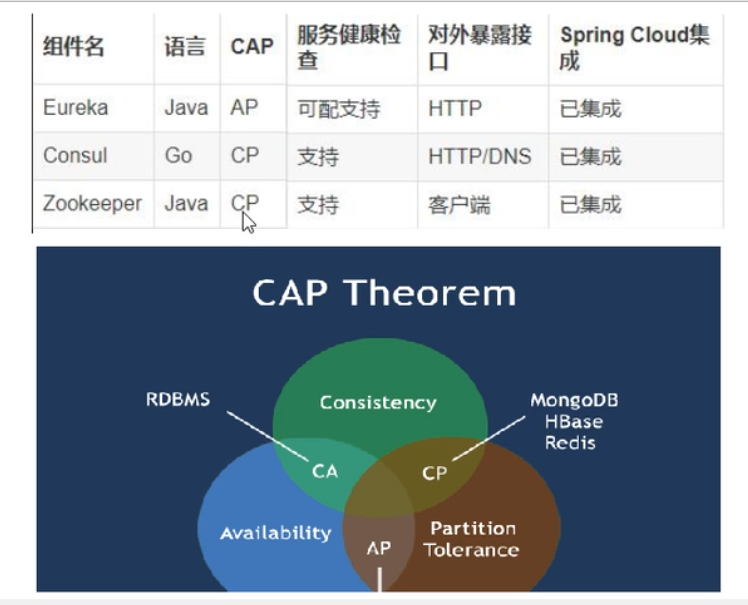 组件名 语言 CAP 服务健康检查 对外暴露接口 Spring Cloud集成
Eureka Java AP 可配支持 HTTP 已集成
Consul Go CP 支持 HTTP/DNS 已集成
Zookeeper Java CP 支持 客户端 已集成
CAP Theorem
RDBMS
Consistency
MongoDB
HBase
Redis
CA
CP
Availability
Partition
Tolerance
AP